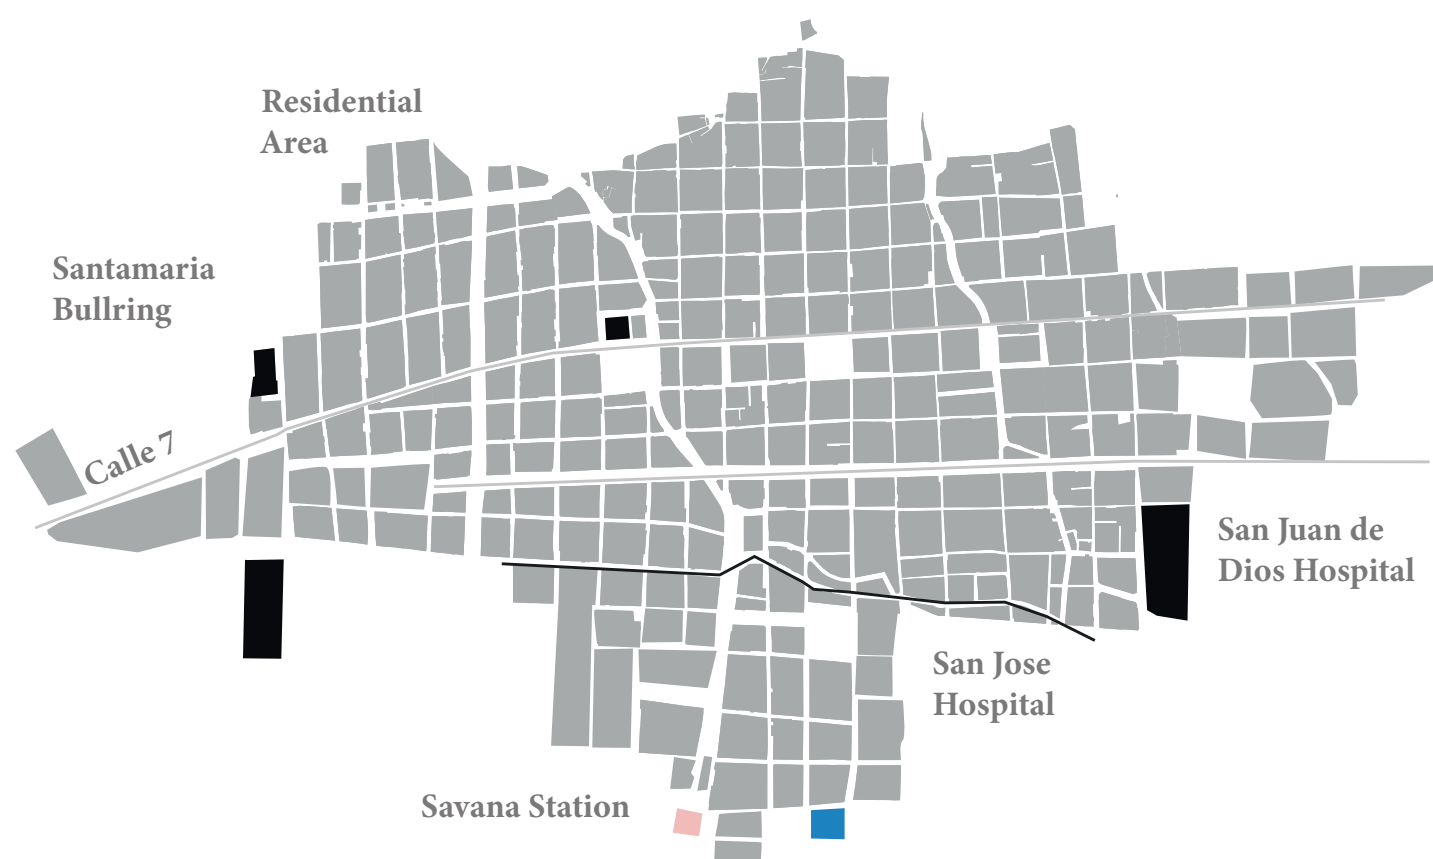 Residential
Area
Santamaria
Bullring
Calle 7
San Juan de
Dios Hospital
San Jose
Hospital
Savana Station